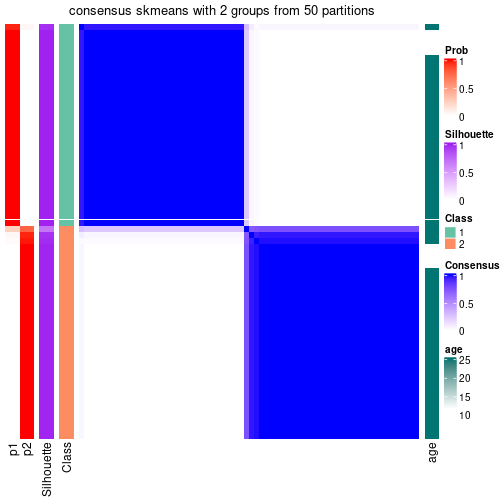 consensus skmeans with 2 groups from 50 partitions
Prob
1
0.5
0
Silhouette
1
0.5
0
Class
1
2
Consensus
1
0.5
0
age
25
20
15
10
p1
p2
Silhouette
Class
age